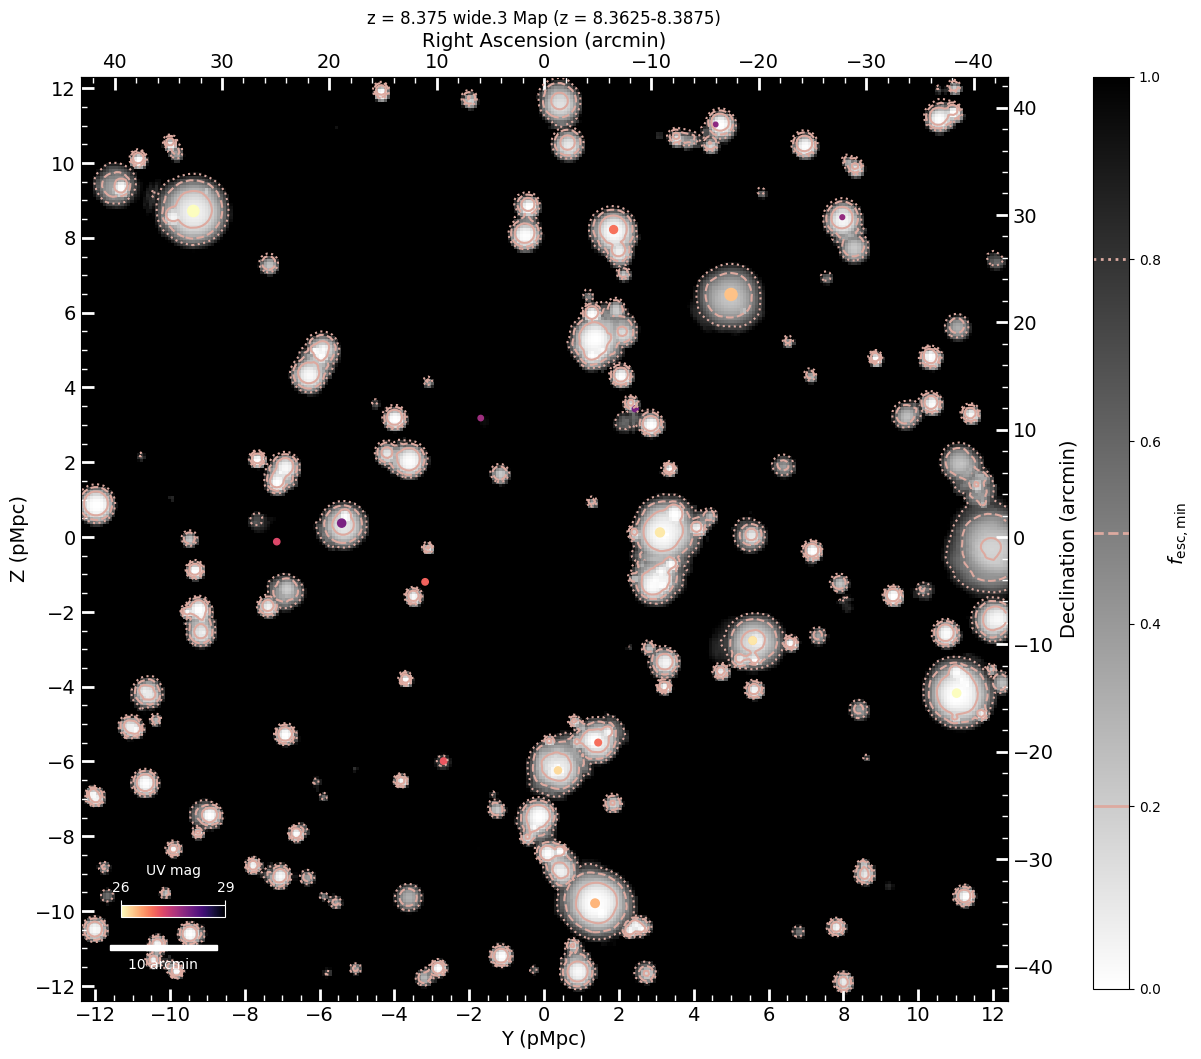 z = 8.375 wide.3 Map (z = 8.3625-8.3875)
Right Ascension (arcmin)
40 30 20 10 0 −10 −20 −30 −40
12
10
8
6
4
2
0
−2
−4
−6
−8
−10
−12
Z (pMpc)
UV mag
26 29
10 arcmin
−12 −10 −8 −6 −4 −2 0 2 4 6 8 10 12
Y (pMpc)
40
30
20
10
0
−10
−20
−30
−40
Declination (arcmin)
1.0
0.8
0.6
0.4
0.2
0.0
fesc,min